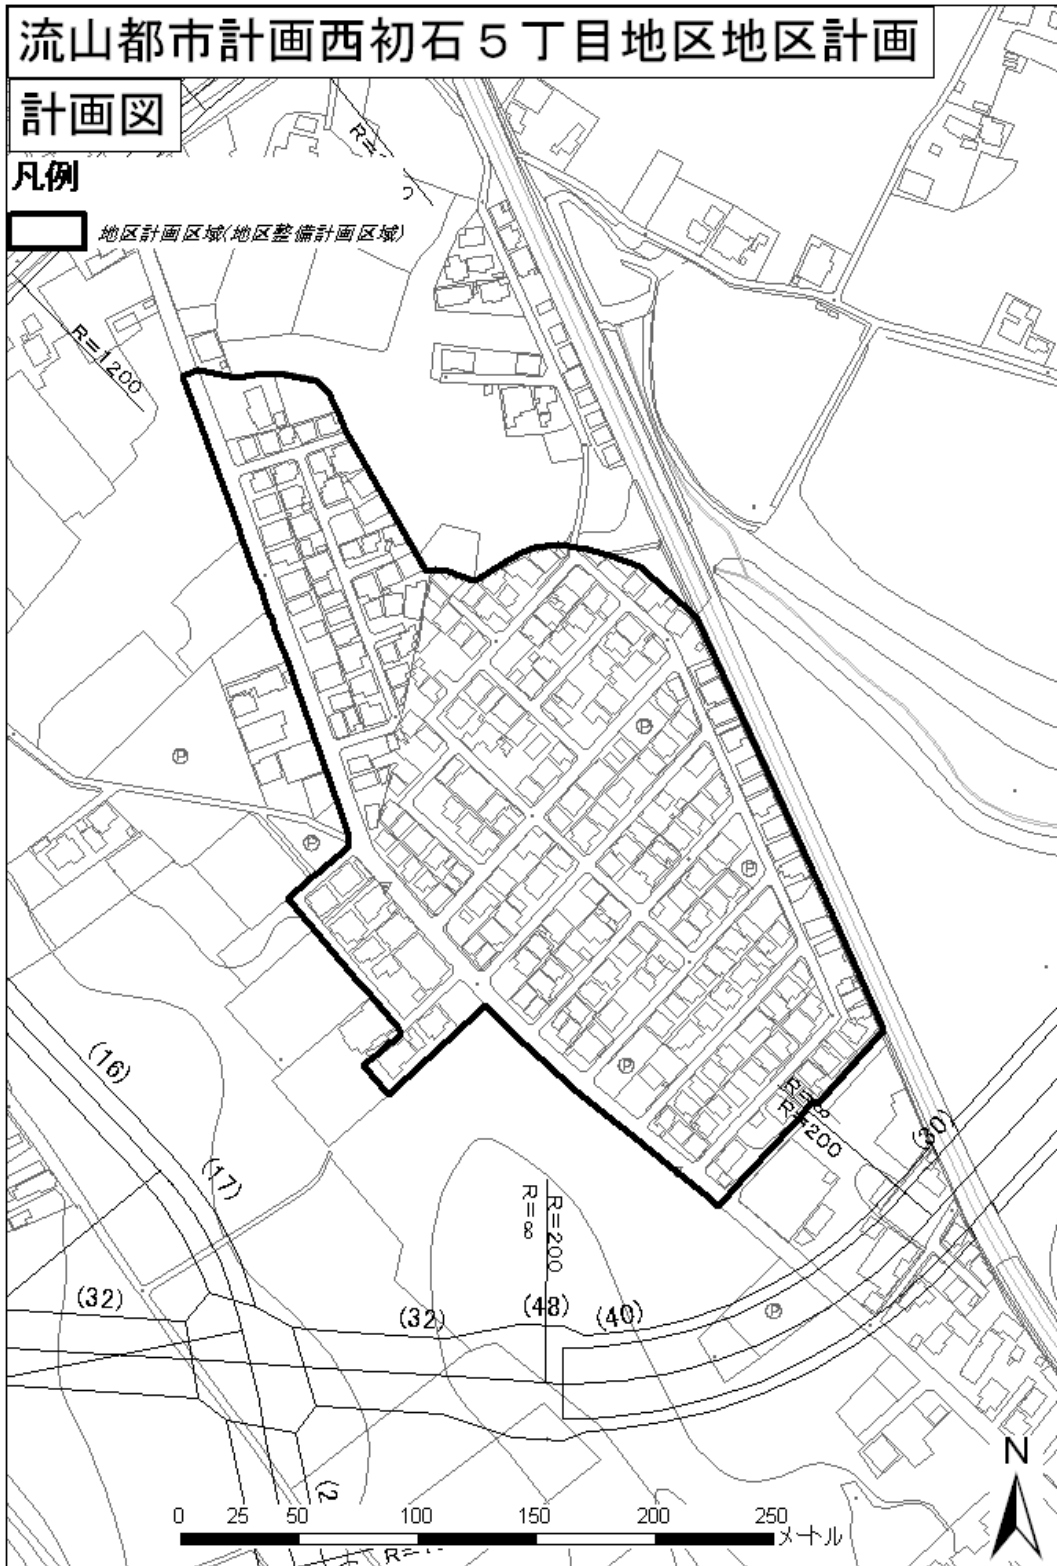 流山都市計画西初石５丁目地区地区計画
計画図
凡例
地区計画区域(地区整備計画区域)
R=1200
P
P
P
P
P
P
(16)
(17)
(30)
R=∞
R=200
R=200
R=∞
(32)
(32)
(48)
(40)
N
0 25 50 100 150 200 250
メートル